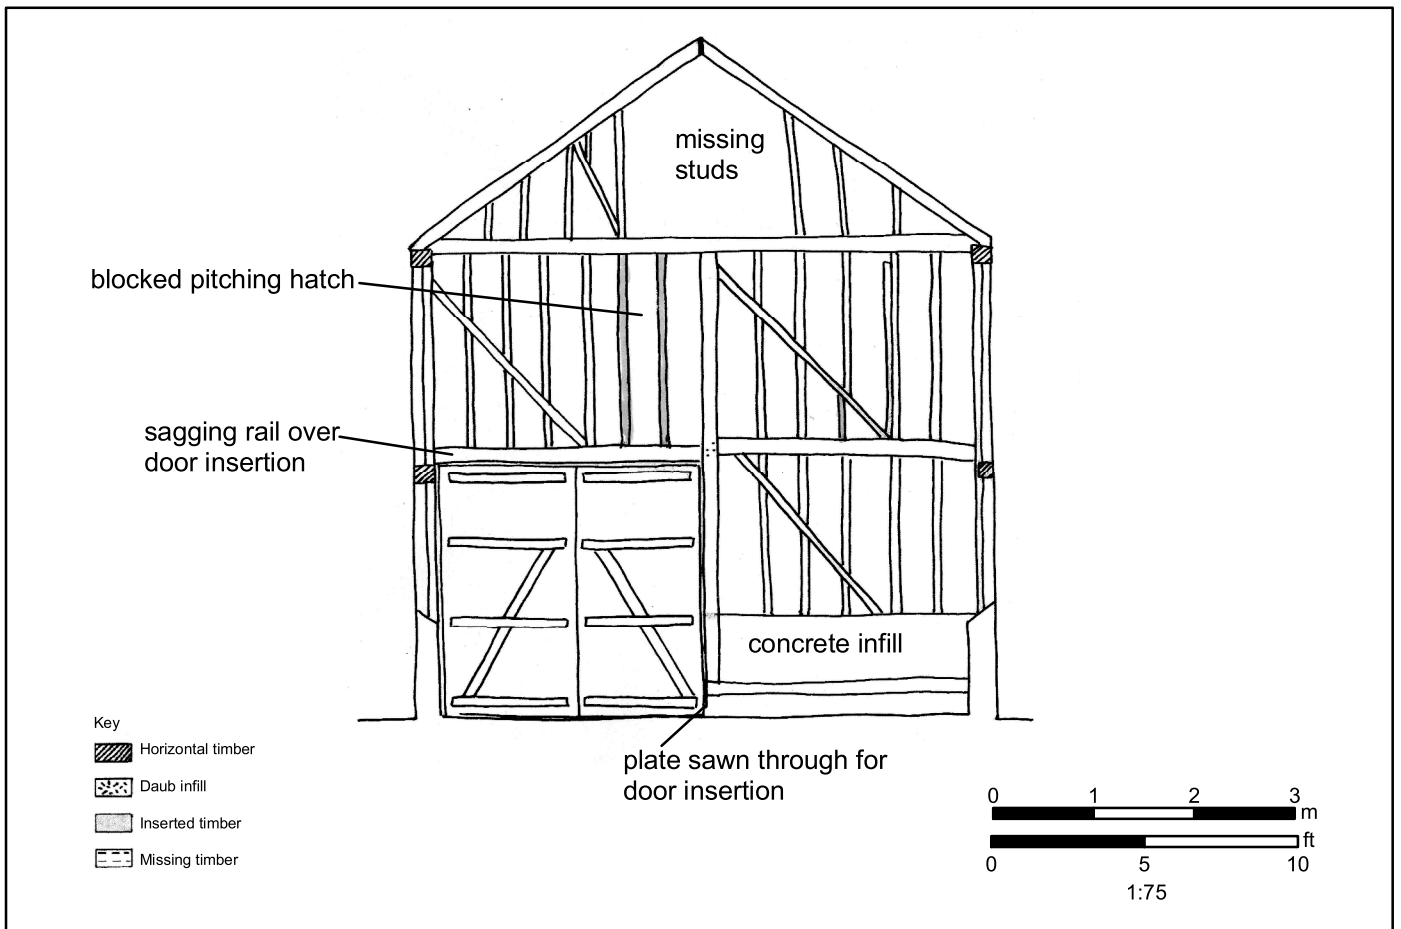 missing
studs
blocked pitching hatch
sagging rail over
door insertion
concrete infill
plate sawn through for
door insertion
Key
Horizontal timber
Daub infill
Inserted timber
Missing timber
0 1 2 3
m
ft
0 5 10
1:75